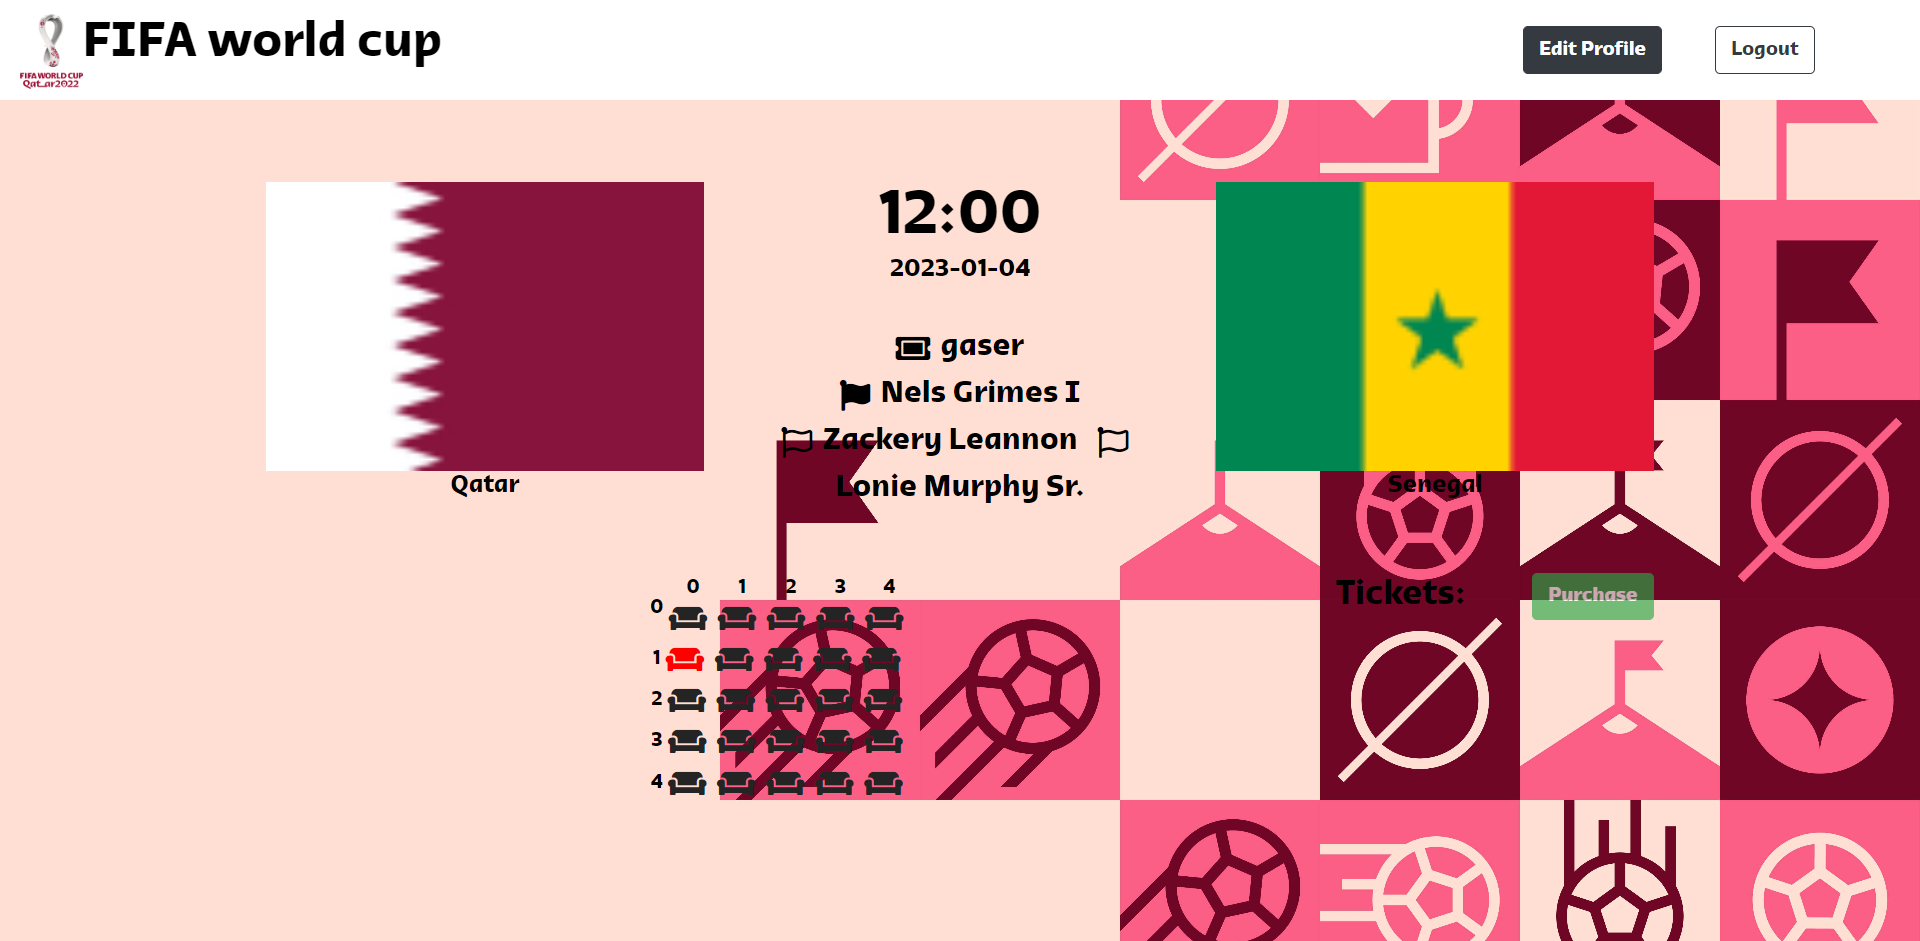 FIFA world cup
FIFA WORLD CUP
Qatar2022
Edit Profile
Logout
12:00
2023-01-04
gaser
Nels Grimes I
Zackery Leannon
Lonie Murphy Sr.
Qatar
Senegal
0 1 2 3 4
0
1
2
3
4
Tickets:
Purchase